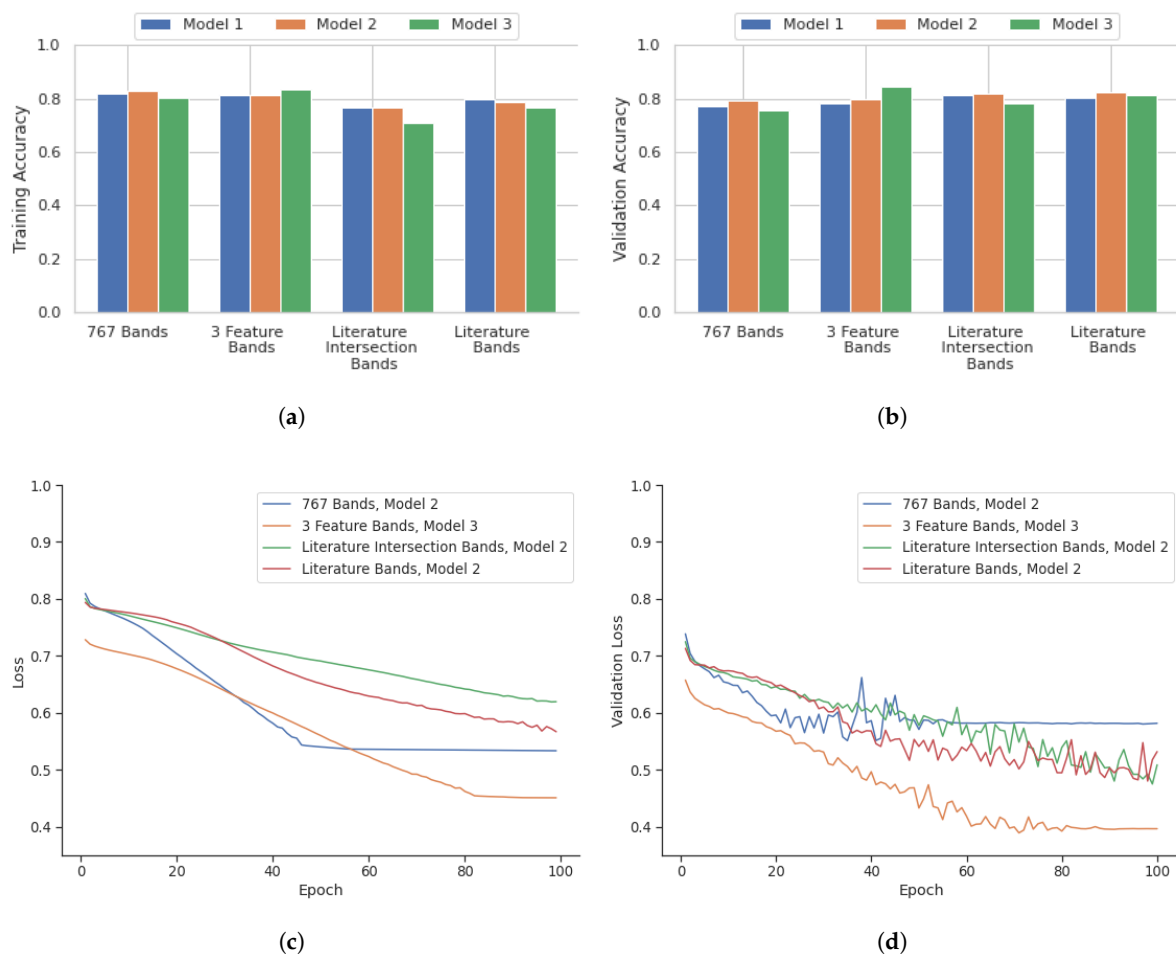 Model 1 Model 2 Model 3
1.0
0.8
0.6
0.4
0.2
0.0
Training Accuracy
767 Bands 3 Feature Literature Literature
Bands Intersection Bands
Bands
(a)
Model 1 Model 2 Model 3
1.0
0.8
0.6
0.4
0.2
0.0
Validation Accuracy
767 Bands 3 Feature Literature Literature
Bands Intersection Bands
Bands
(b)
1.0
0.9
0.8
0.7
0.6
0.5
0.4
Loss
767 Bands, Model 2
3 Feature Bands, Model 3
Literature Intersection Bands, Model 2
Literature Bands, Model 2
0 20 40 60 80 100
Epoch
(c)
1.0
0.9
0.8
0.7
0.6
0.5
0.4
Validation Loss
767 Bands, Model 2
3 Feature Bands, Model 3
Literature Intersection Bands, Model 2
Literature Bands, Model 2
0 20 40 60 80 100
Epoch
(d)